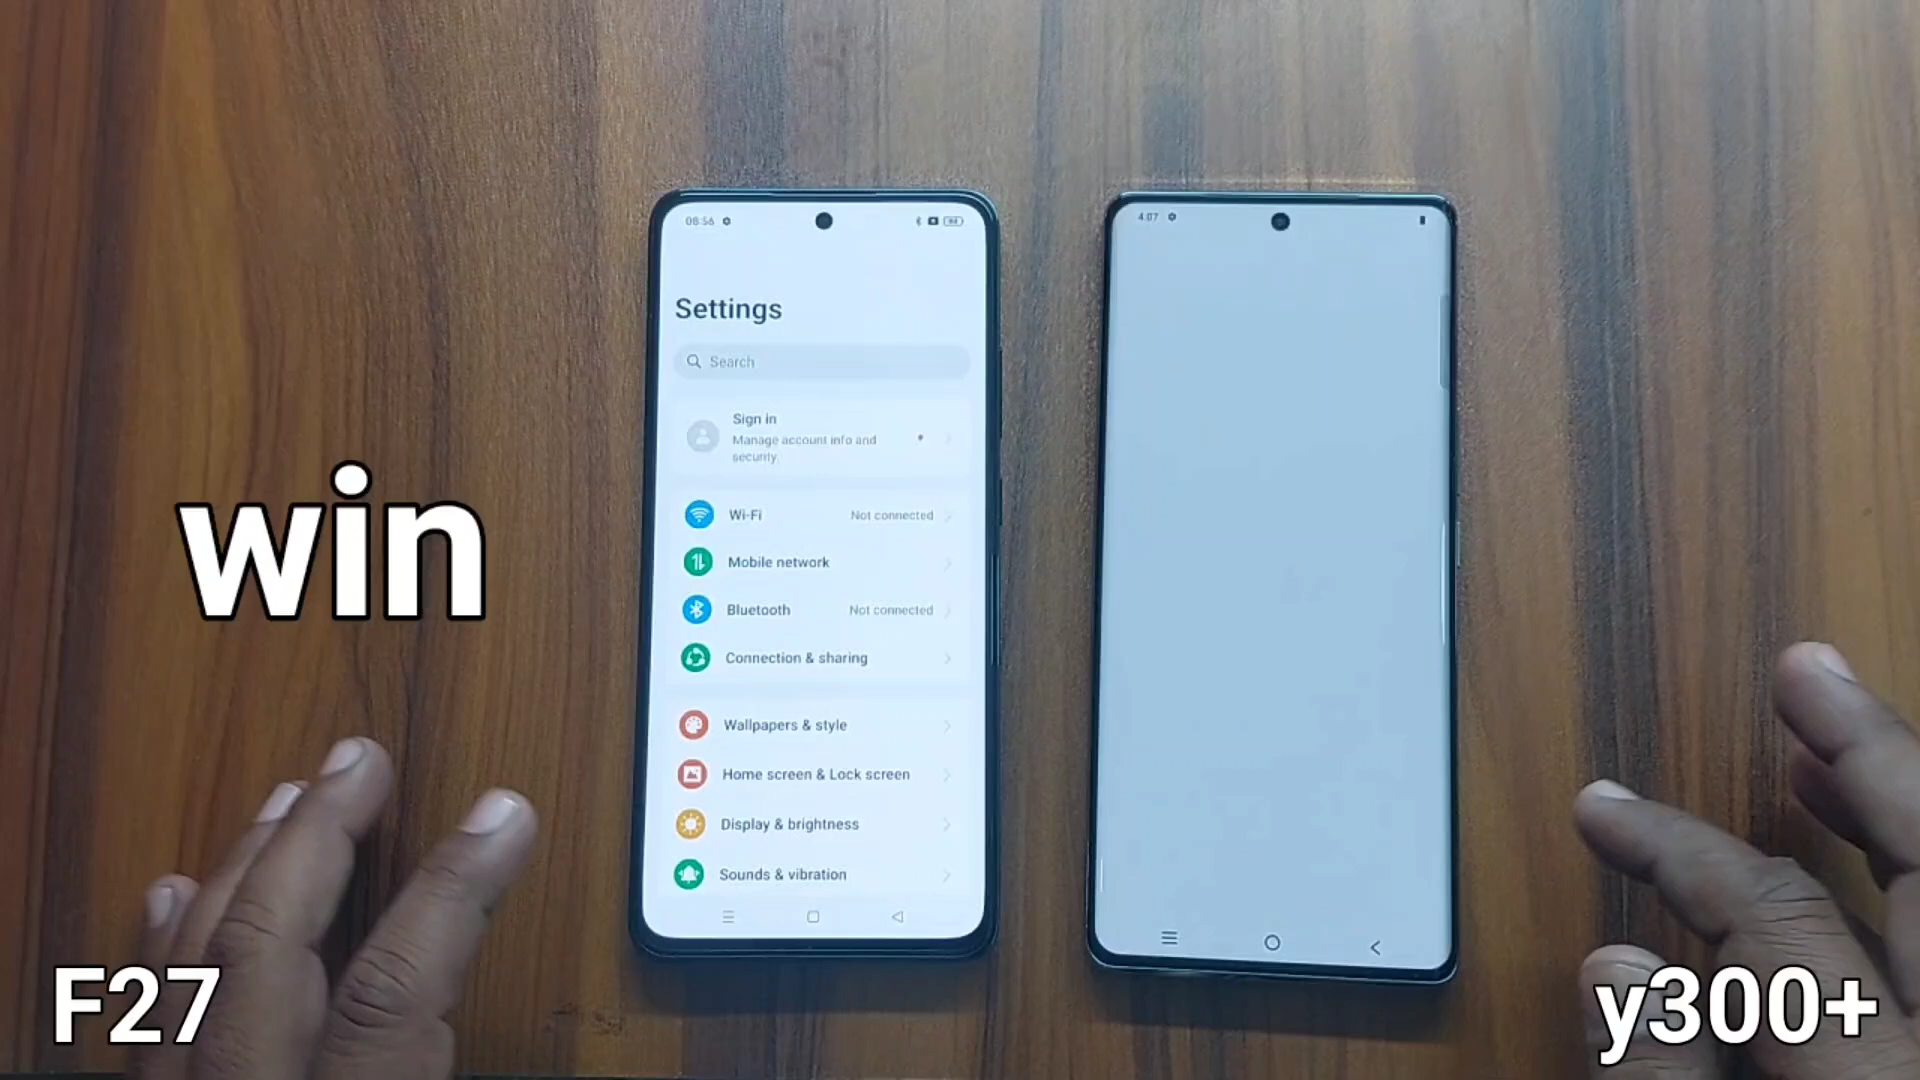 08:56
Settings
Search
Sign in
Manage account info and
security.
Wi-Fi Not connected
Mobile network
Bluetooth Not connected
Connection & sharing
Wallpapers & style
Home screen & Lock screen
Display & brightness
Sounds & vibration
4:07
win
F27
y300+